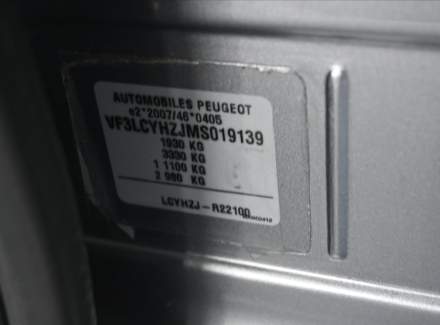 AUTOMOBILES PEUGEOT
e2*2007/46*0405
VF3LCYHZJMS019139
1930 KG
3330 KG
1 1100 KG
2 980 KG
LCYHZJ-R22100